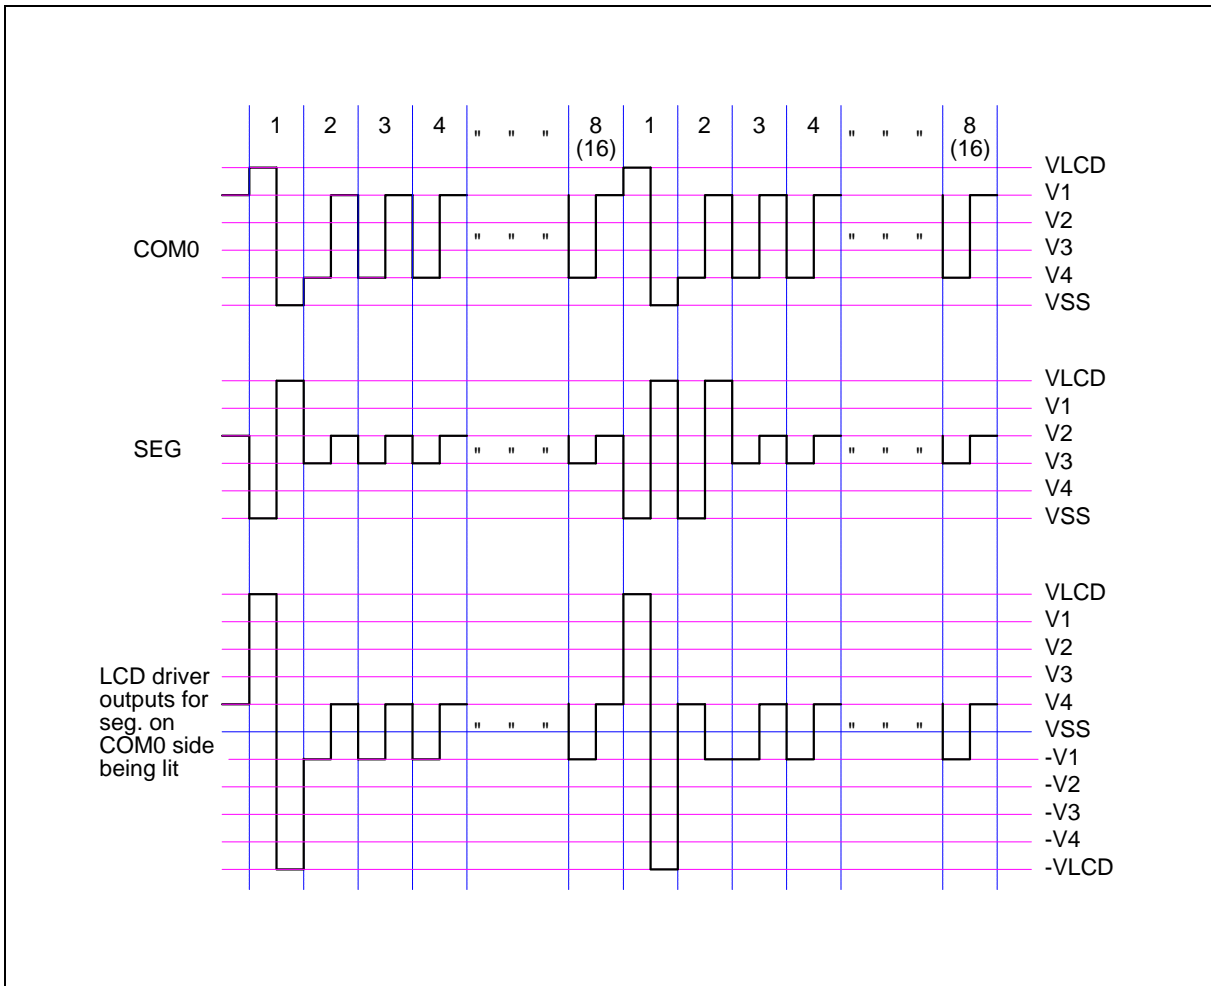 1 2 3 4 " " " 8 1 2 3 4 " " " 8
(16) (16)
VLCD
V1
V2
COM0 " " " " " " V3
V4
VSS
VLCD
V1
V2
SEG " " " " " " V3
V4
VSS
VLCD
V1
V2
V3
V4
VSS
-V1
-V2
-V3
-V4
-VLCD
LCD driver
outputs for
seg. on
COM0 side
being lit
" " " " " "